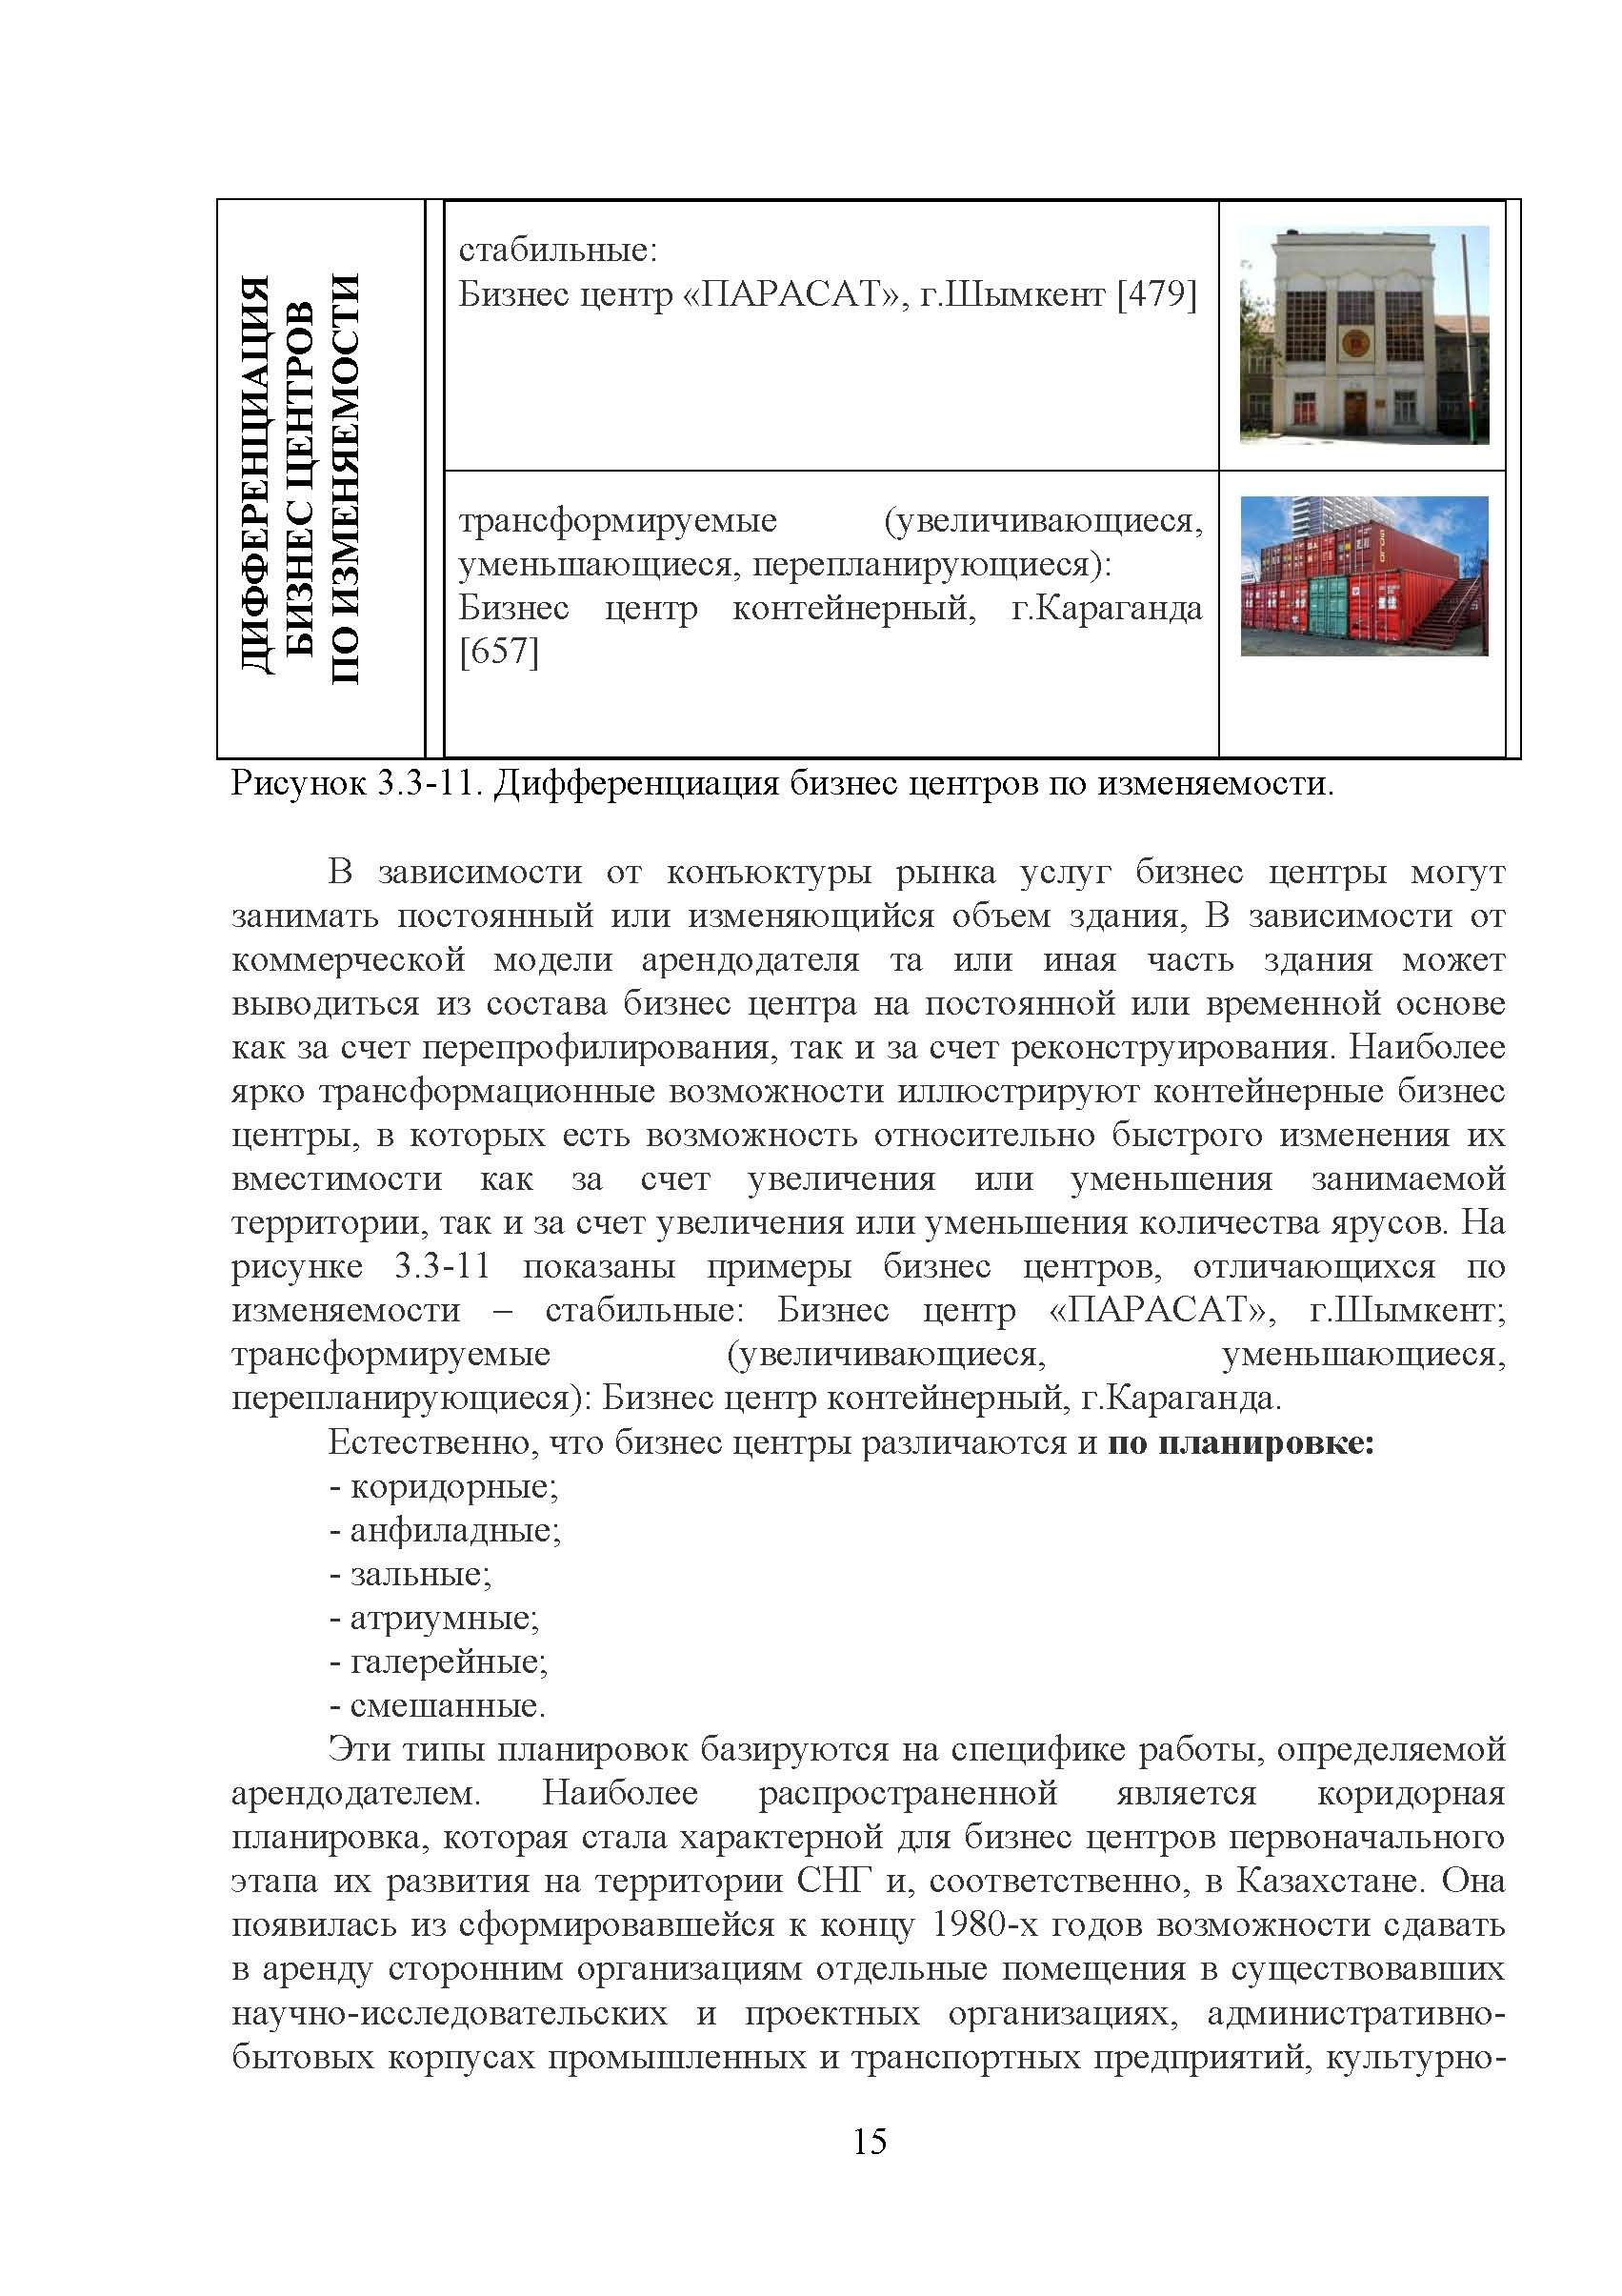 ДИФФЕРЕНЦИАЦИЯ
БИЗНЕС ЦЕНТРОВ
ПО ИЗМЕНЯЕМОСТИ
стабильные:
Бизнес центр «ПАРАСАТ», г.Шымкент [479]
трансформируемые (увеличивающиеся,
уменьшающиеся, перепланирующиеся):
Бизнес центр контейнерный, г.Караганда
[657]
Рисунок 3.3-11. Дифференциация бизнес центров по изменяемости.
В зависимости от конъюктуры рынка услуг бизнес центры могут
занимать постоянный или изменяющийся объем здания, В зависимости от
коммерческой модели арендодателя та или иная часть здания может
выводиться из состава бизнес центра на постоянной или временной основе
как за счет перепрофилирования, так и за счет реконструирования. Наиболее
ярко трансформационные возможности иллюстрируют контейнерные бизнес
центры, в которых есть возможность относительно быстрого изменения их
вместимости как за счет увеличения или уменьшения занимаемой
территории, так и за счет увеличения или уменьшения количества ярусов. На
рисунке 3.3-11 показаны примеры бизнес центров, отличающихся по
изменяемости – стабильные: Бизнес центр «ПАРАСАТ», г.Шымкент;
трансформируемые (увеличивающиеся, уменьшающиеся,
перепланирующиеся): Бизнес центр контейнерный, г.Караганда.
Естественно, что бизнес центры различаются и по планировке:
- коридорные;
- анфиладные;
- зальные;
- атриумные;
- галерейные;
- смешанные.
Эти типы планировок базируются на специфике работы, определяемой
арендодателем. Наиболее распространенной является коридорная
планировка, которая стала характерной для бизнес центров первоначального
этапа их развития на территории СНГ и, соответственно, в Казахстане. Она
появилась из сформировавшейся к концу 1980-х годов возможности сдавать
в аренду сторонним организациям отдельные помещения в существовавших
научно-исследовательских и проектных организациях, административно-
бытовых корпусах промышленных и транспортных предприятий, культурно-
15